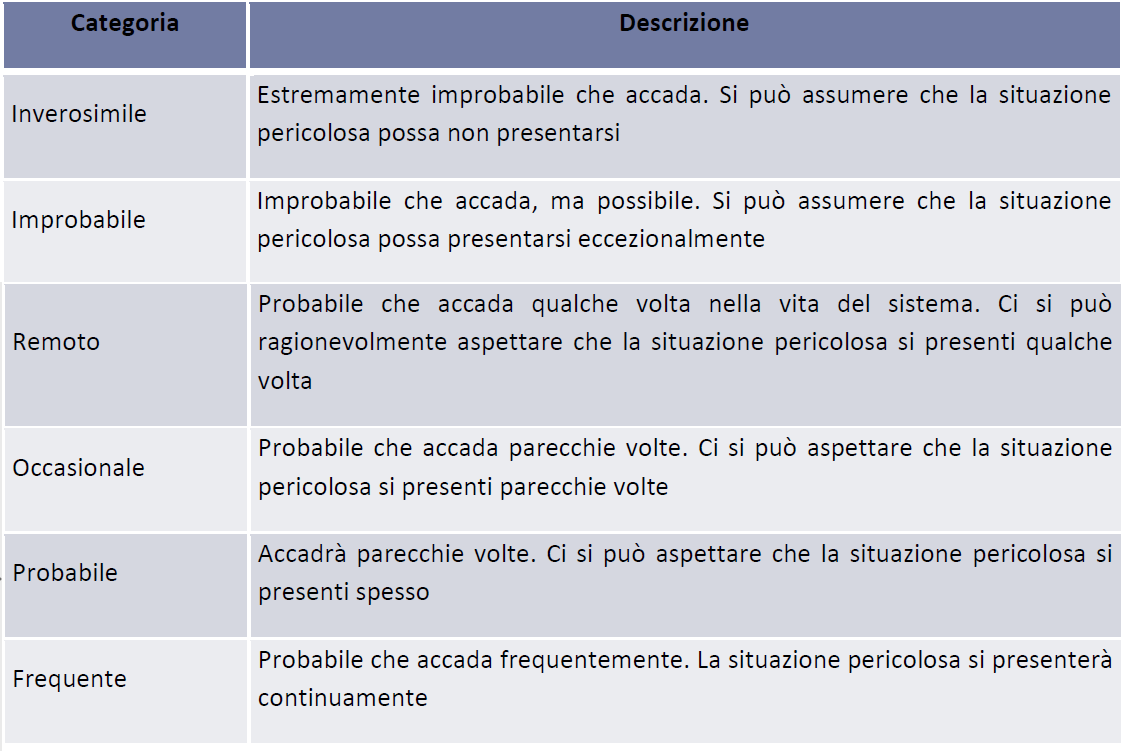 Categoria
Descrizione
Inverosimile
Estremamente improbabile che accada. Si può assumere che la situazione
pericolosa possa non presentarsi
Improbabile
Improbabile che accada, ma possibile. Si può assumere che la situazione
pericolosa possa presentarsi eccezionalmente
Remoto
Probabile che accada qualche volta nella vita del sistema. Ci si può
ragionevolmente aspettare che la situazione pericolosa si presenti qualche
volta
Occasionale
Probabile che accada parecchie volte. Ci si può aspettare che la situazione
pericolosa si presenti parecchie volte
Probabile
Accadrà parecchie volte. Ci si può aspettare che la situazione pericolosa si
presenti spesso
Frequente
Probabile che accada frequentemente. La situazione pericolosa si presenterà
continuamente